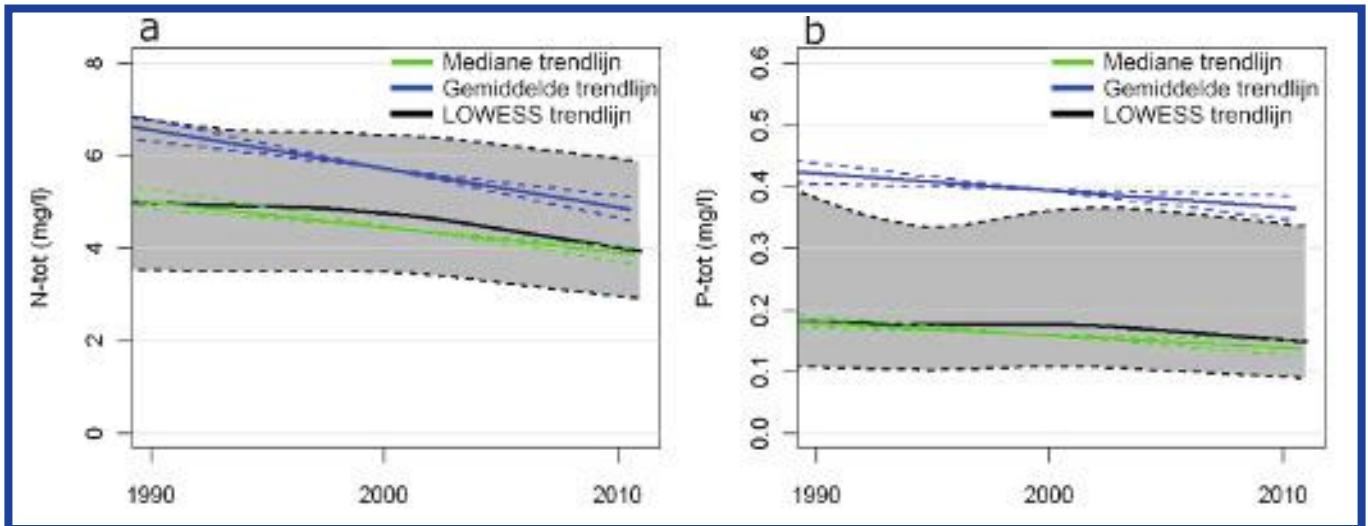 a
Mediane trendlijn
Gemiddelde trendlijn
LOWESS trendlijn
N-tot (mg/l)
8
6
4
2
0
1990
2000
2010
b
Mediane trendlijn
Gemiddelde trendlijn
LOWESS trendlijn
P-tot (mg/l)
0.6
0.5
0.4
0.3
0.2
0.1
0.0
1990
2000
2010